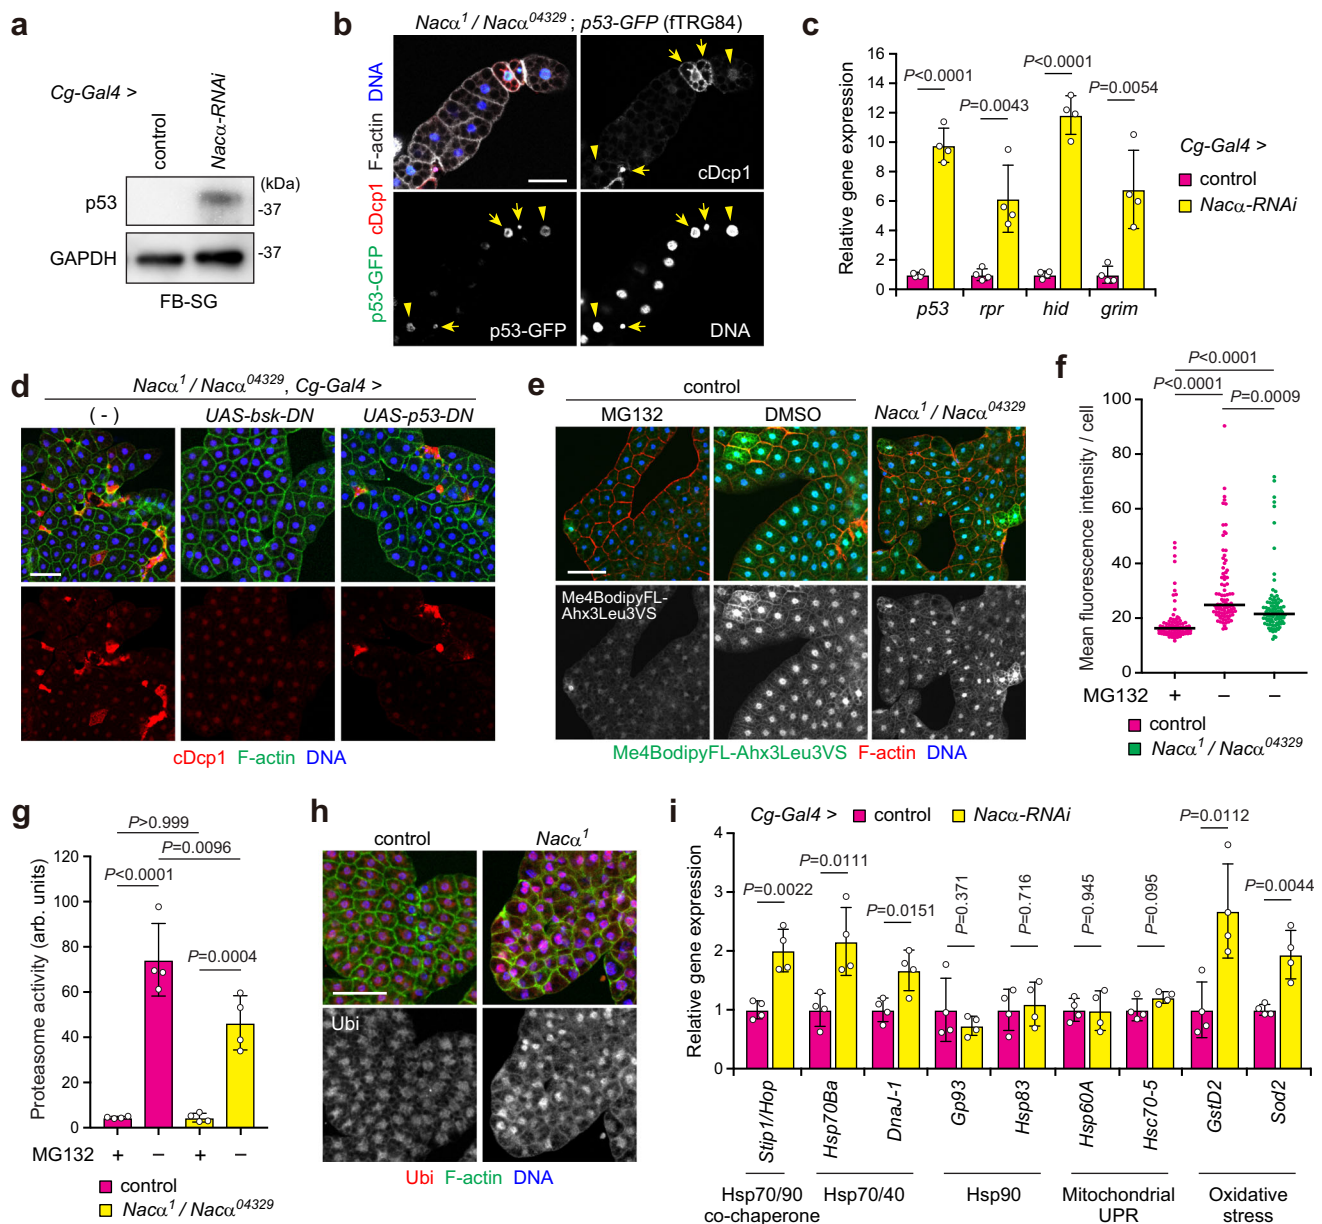 a
Cg-Gal4 >
control
Nacα-RNAi
(kDa)
p53
-37
GAPDH
-37
FB-SG
b
Nacα1 / Nacα04329 ; p53-GFP (fTRG84)
p53-GFP cDcp1 F-actin DNA
cDcp1
p53-GFP
DNA
c
Relative gene expression
16
14
12
10
8
6
4
2
0
P<0.0001
P=0.0043
P<0.0001
P=0.0054
p53
rpr
hid
grim
Cg-Gal4 >
control
Nacα-RNAi
d
Nacα1 / Nacα04329, Cg-Gal4 >
(-)
UAS-bsk-DN
UAS-p53-DN
cDcp1 F-actin DNA
e
control
MG132
DMSO
Nacα1 / Nacα04329
Me4BodipyFL-
Ahx3Leu3VS
Me4BodipyFL-Ahx3Leu3VS F-actin DNA
f
P<0.0001
P<0.0001
P=0.0009
Mean fluorescence intensity / cell
100
80
60
40
20
0
MG132 + − −
control
Nacα1 / Nacα04329
g
P>0.999
P=0.0096
P<0.0001
P=0.0004
Proteasome activity (arb. units)
120
100
80
60
40
20
0
MG132 + − + −
control
Nacα1 / Nacα04329
h
control
Nacα1
Ubi
Ubi F-actin DNA
i
Cg-Gal4 > control Nacα-RNAi
Relative gene expression
4
3
2
1
0
P=0.0022
P=0.0111
P=0.0151
P=0.371
P=0.716
P=0.945
P=0.095
P=0.0112
P=0.0044
Stip1/Hop
Hsp70Ba
DnaJ-1
Gp93
Hsp83
Hsp60A
Hsc70-5
GstD2
Sod2
Hsp70/90
co-chaperone
Hsp70/40
Hsp90
Mitochondrial
UPR
Oxidative
stress